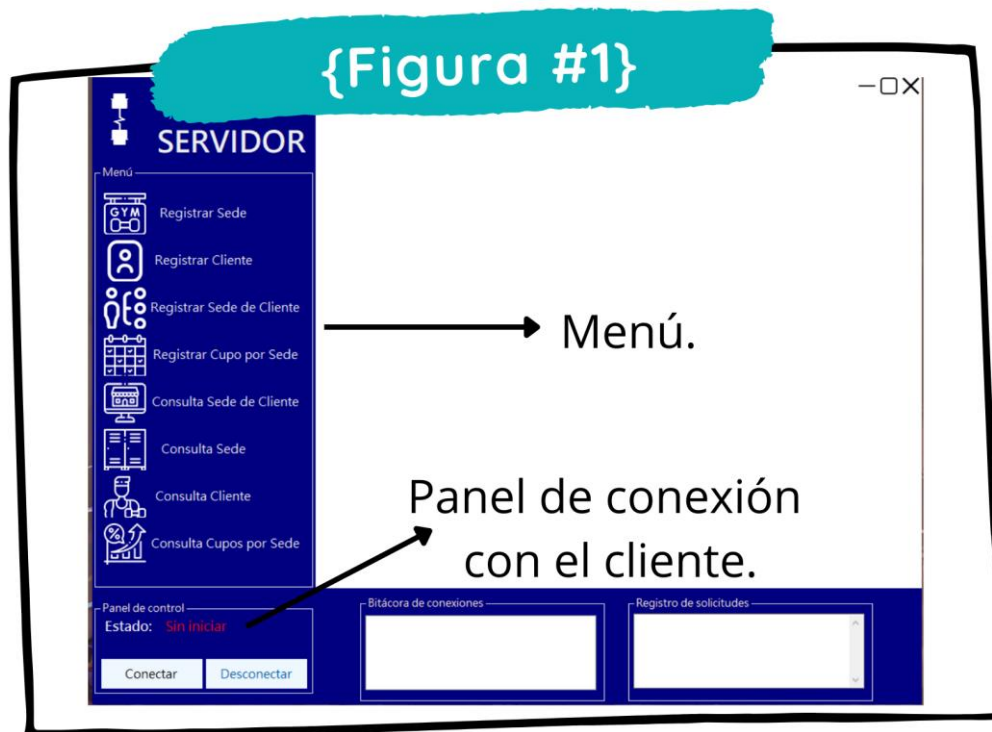 {Figura #1}
SERVIDOR
Menú
GYM
Registrar Sede
Registrar Cliente
Registrar Sede de Cliente
Registrar Cupo por Sede
Consulta Sede de Cliente
Consulta Sede
Consulta Cliente
Consulta Cupos por Sede
Menú.
Panel de conexión
con el cliente.
Panel de control
Estado: Sin iniciar
Conectar Desconectar
Bitácora de conexiones
Registro de solicitudes